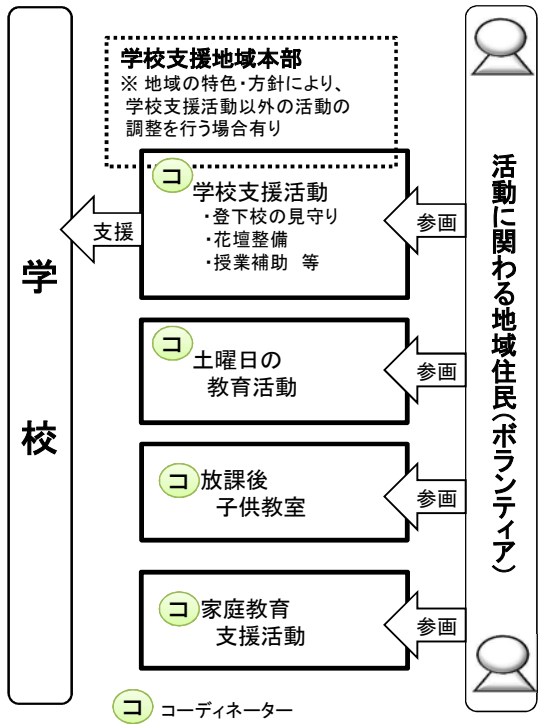 学校支援地域本部
※ 地域の特色・方針により、
学校支援活動以外の活動の
調整を行う場合有り
コ
学校支援活動
・登下校の見守り
・花壇整備
・授業補助 等
支援
参画
学校
活動に関わる地域住民(ボランティア)
コ
土曜日の
教育活動
参画
コ
放課後
子供教室
参画
コ
家庭教育
支援活動
参画
コ コーディネーター